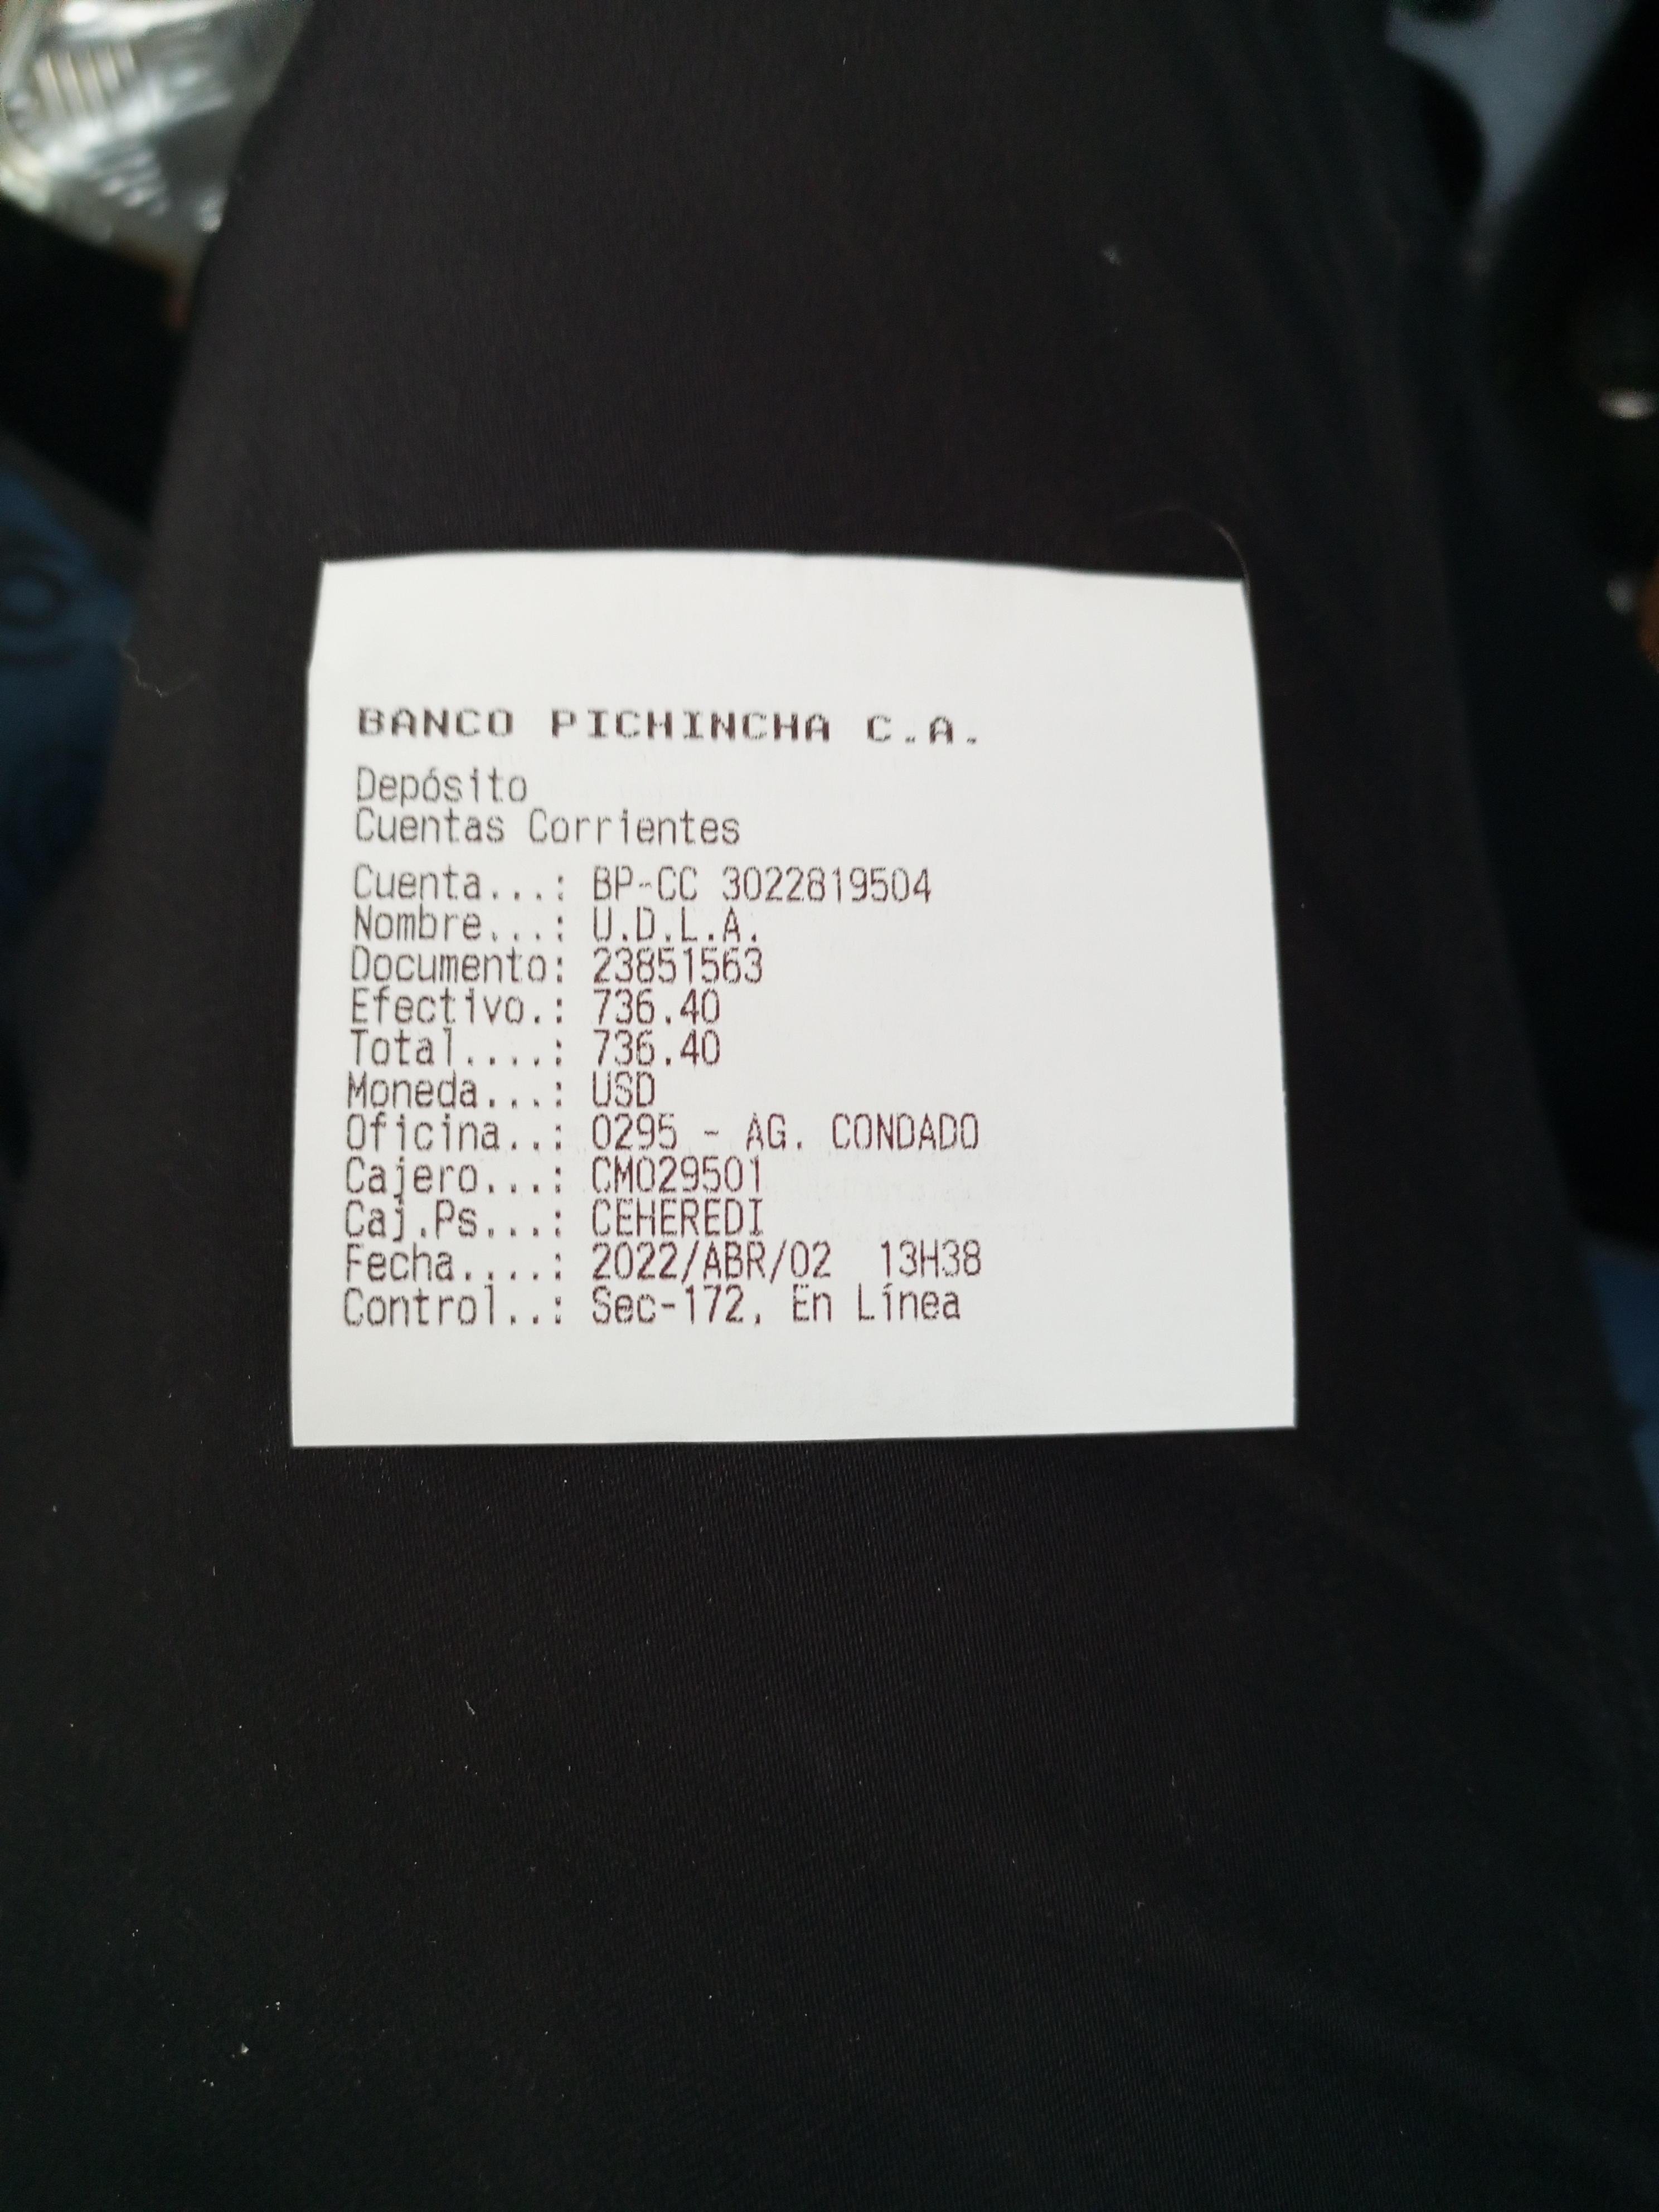 BANCO PICHINCHA C.A.
Depósito
Cuentas Corrientes
Cuenta...: BP-CC 3022819504
Nombre...: U.D.L.A.
Documento: 23851563
Efectivo.: 736.40
Total....: 736.40
Moneda...: USD
Oficina..: 0295 - AG. CONDADO
Cajero...: CM029501
Caj.Ps...: CEHEREDI
Fecha....: 2022/ABR/02  13H38
Control..: Sec-172, En Línea